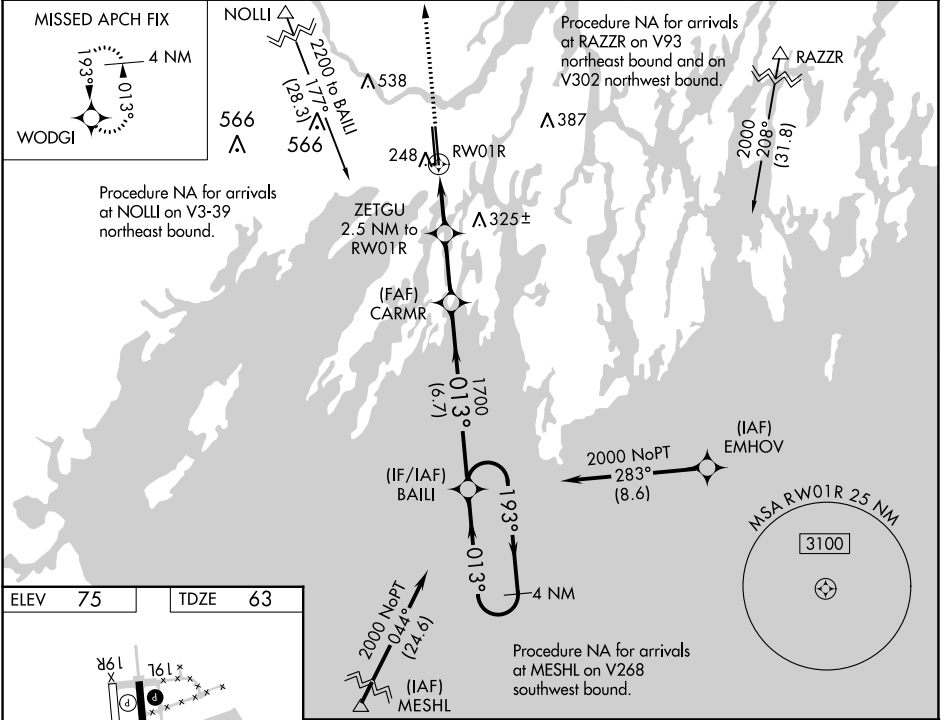 MISSED APCH FIX
193°
013°
4 NM
WODGI
NOLLI
2200 to BAILI
177°
(28.3)
566
566
538
248
RW01R
387
325±
Procedure NA for arrivals
at RAZZR on V93
northeast bound and on
V302 northwest bound.
RAZZR
2000
208°
(31.8)
Procedure NA for arrivals
at NOLLI on V3-39
northeast bound.
ZETGU
2.5 NM to
RW01R
(FAF)
CARMR
1700
013°
(6.7)
(IF/IAF)
BAILI
193°
013°
4 NM
(IAF)
EMHOV
2000 NoPT
283°
(8.6)
MSA RW01R 25 NM
3100
2000 NoPT
044°
(24.6)
(IAF)
MESHL
Procedure NA for arrivals
at MESHL on V268
southwest bound.
ELEV 75
TDZE 63
19R
19L
P
P